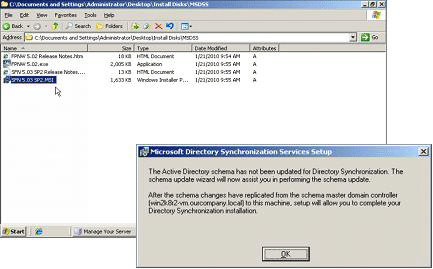 C:\Documents and Settings\Administrator\Desktop\Install Disks\MSDSS
File Edit View Favorites Tools Help
Back Search Folders
Address C:\Documents and Settings\Administrator\Desktop\Install Disks\MSDSS Go
Name Size Type Date Modified Attributes
FPNW 5.02 Release Notes.htm 18 KB HTML Document 1/21/2010 9:54 AM A
FPNW 5.02.exe 2,005 KB Application 1/21/2010 9:55 AM A
SFN 5.03 SP2 Release Notes.... 13 KB HTML Document 1/21/2010 9:55 AM A
SFN 5.03 SP2.MSI 1,633 KB Windows Installer P... 1/21/2010 9:55 AM A
Microsoft Directory Synchronization Services Setup
The Active Directory schema has not been updated for Directory Synchronization. The
schema update wizard will now assist you in performing the schema update.
After the schema changes have replicated from the schema master domain controller
(win2k8r2-vm.ourcompany.local) to this machine, setup will allow you to complete your
Directory Synchronization installation.
OK
Start Manage Your Server